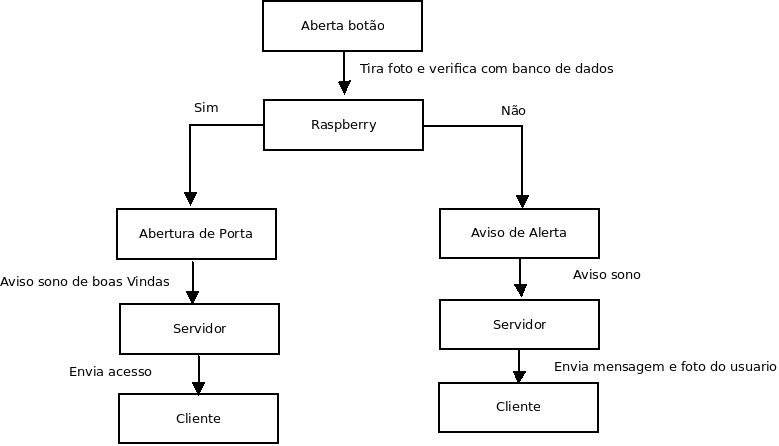 Aberta botão
Tira foto e verifica com banco de dados
Sim
Não
Raspberry
Abertura de Porta
Aviso de Alerta
Aviso sono de boas Vindas
Aviso sono
Servidor
Servidor
Envia acesso
Envia mensagem e foto do usuario
Cliente
Cliente